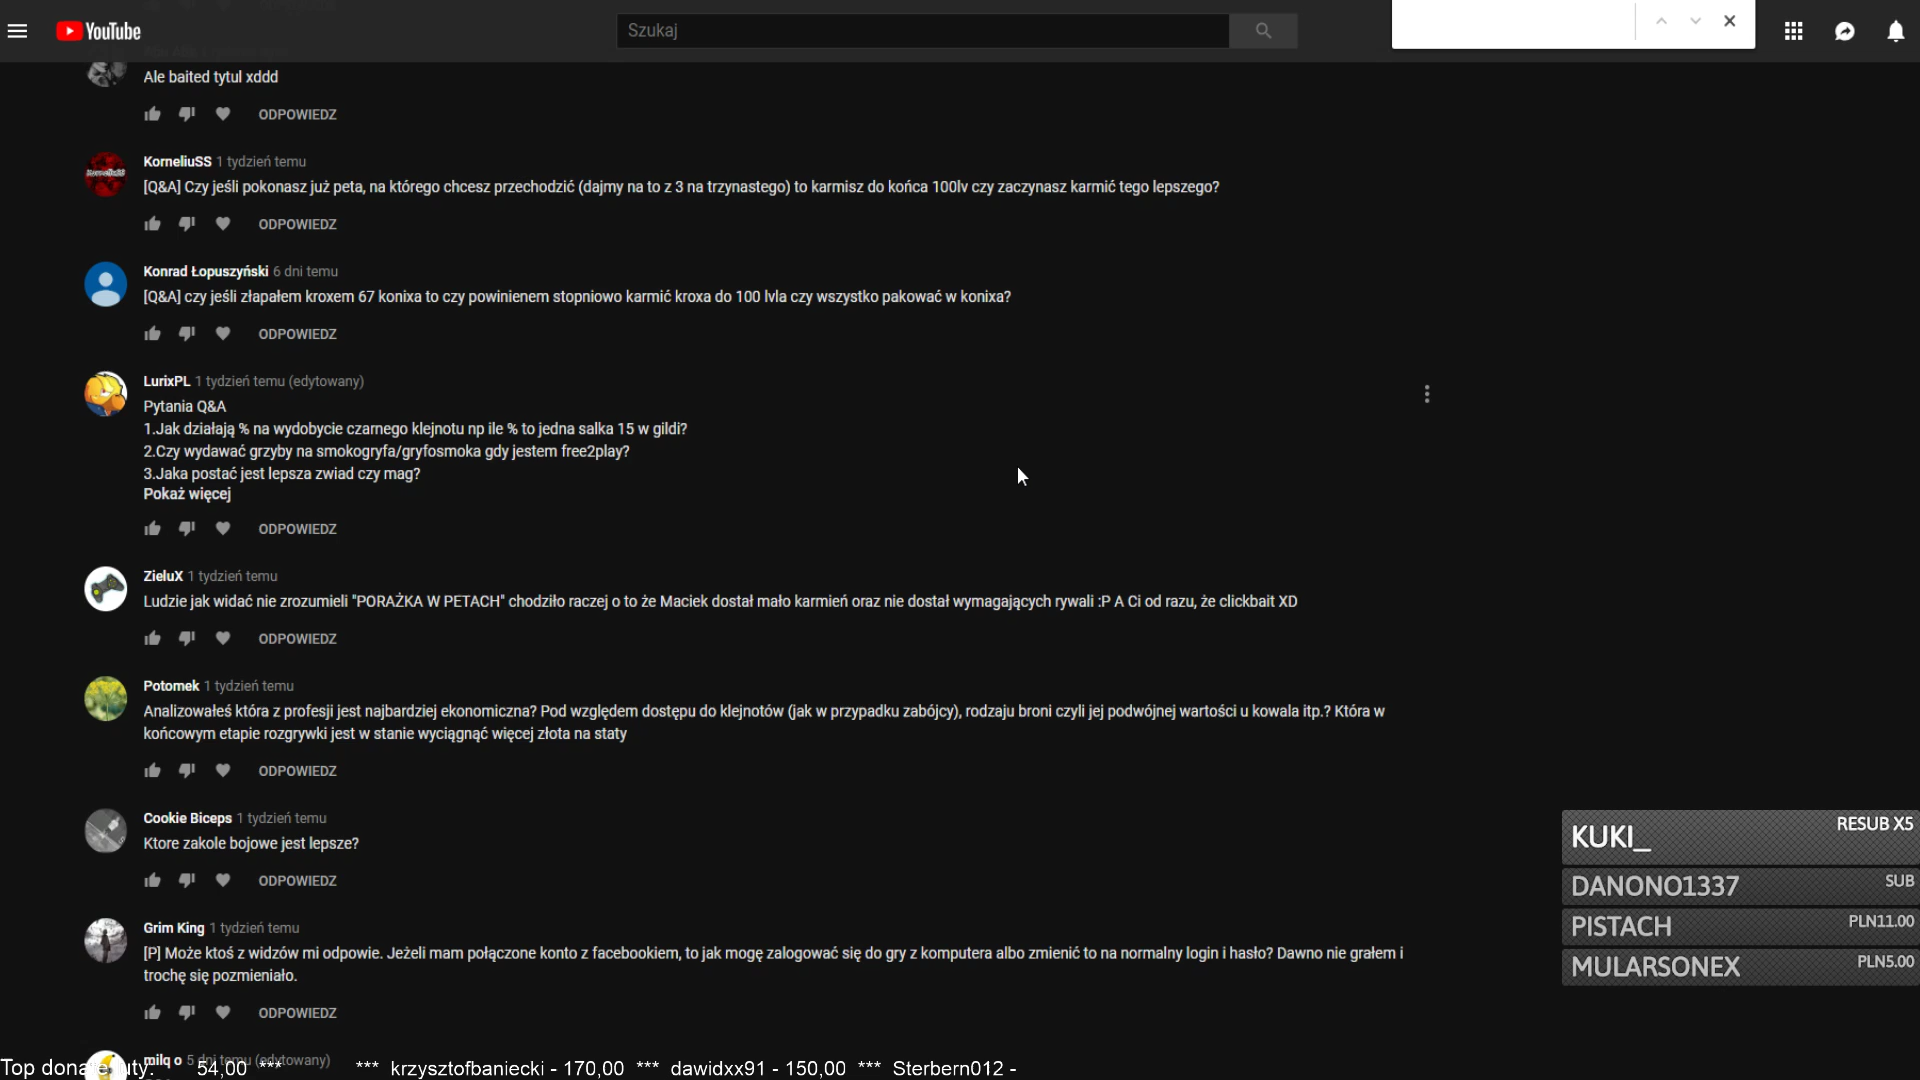 YouTube
Szukaj
Ale baited tytul xddd
ODPOWIEDZ
KorneliuSS 1 tydzień temu
[Q&A] Czy jeśli pokonasz już peta, na którego chcesz przechodzić (dajmy na to z 3 na trzynastego) to karmisz do końca 100lv czy zaczynasz karmić tego lepszego?
ODPOWIEDZ
Konrad Łopuszyński 6 dni temu
[Q&A] czy jeśli złapałem kroxem 67 konixa to czy powinienem stopniowo karmić kroxa do 100 lvla czy wszystko pakować w konixa?
ODPOWIEDZ
LurixPL 1 tydzień temu (edytowany)
Pytania Q&A
1.Jak działają % na wydobycie czarnego klejnotu np ile % to jedna salka 15 w gildi?
2.Czy wydawać grzyby na smokogryfa/gryfosmoka gdy jestem free2play?
3.Jaka postać jest lepsza zwiad czy mag?
Pokaż więcej
ODPOWIEDZ
ZieluX 1 tydzień temu
Ludzie jak widać nie zrozumieli "PORAŻKA W PETACH" chodziło raczej o to że Maciek dostał mało karmień oraz nie dostał wymagających rywali :P A Ci od razu, że clickbait XD
ODPOWIEDZ
Potomek 1 tydzień temu
Analizowałeś która z profesji jest najbardziej ekonomiczna? Pod względem dostępu do klejnotów (jak w przypadku zabójcy), rodzaju broni czyli jej podwójnej wartości u kowala itp.? Która w
końcowym etapie rozgrywki jest w stanie wyciągnąć więcej złota na staty
ODPOWIEDZ
Cookie Biceps 1 tydzień temu
Ktore zakole bojowe jest lepsze?
ODPOWIEDZ
Grim King 1 tydzień temu
[P] Może ktoś z widzów mi odpowie. Jeżeli mam połączone konto z facebookiem, to jak mogę zalogować się do gry z komputera albo zmienić to na normalny login i hasło? Dawno nie grałem i
trochę się pozmieniało.
ODPOWIEDZ
milq o 5 dni temu (edytowany)
KUKI_ RESUB X5
DANONO1337 SUB
PISTACH PLN11.00
MULARSONEX PLN5.00
Top 54,00 *** *** krzysztofbaniecki - 170,00 *** dawidxx91 - 150,00 *** Sterbern012 -